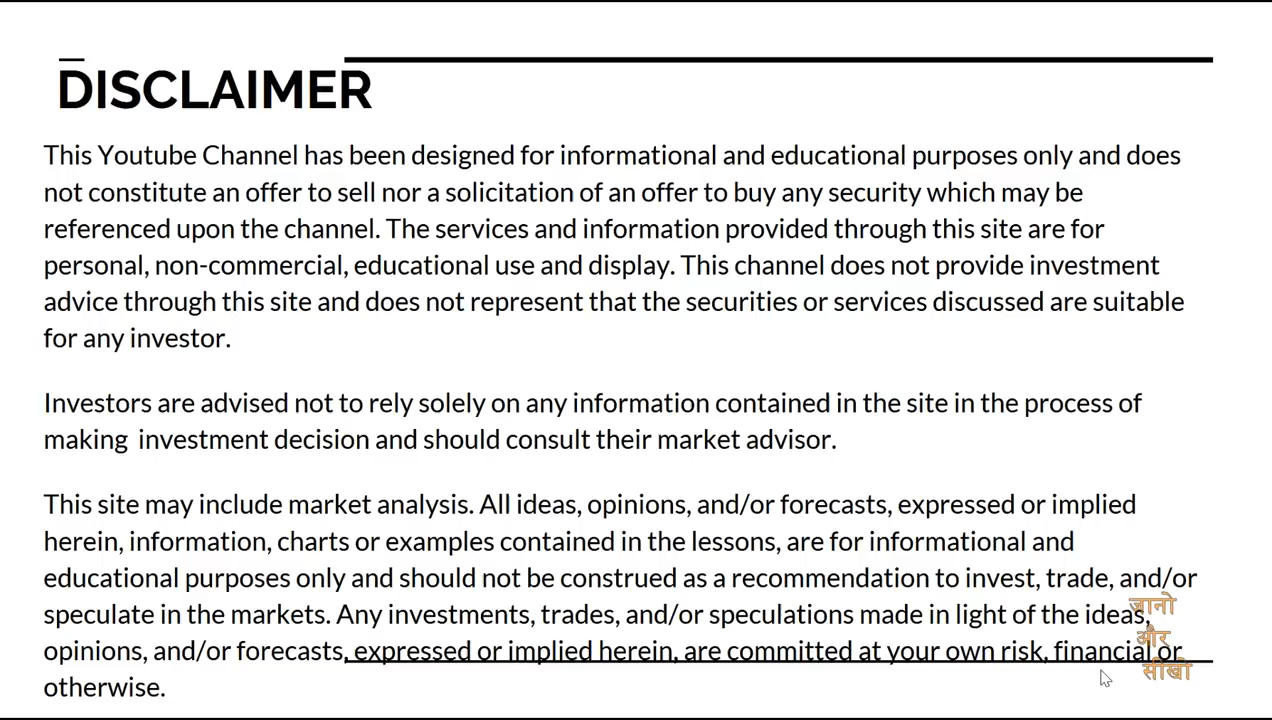 DISCLAIMER
This Youtube Channel has been designed for informational and educational purposes only and does
not constitute an offer to sell nor a solicitation of an offer to buy any security which may be
referenced upon the channel. The services and information provided through this site are for
personal, non-commercial, educational use and display. This channel does not provide investment
advice through this site and does not represent that the securities or services discussed are suitable
for any investor.
Investors are advised not to rely solely on any information contained in the site in the process of
making investment decision and should consult their market advisor.
This site may include market analysis. All ideas, opinions, and/or forecasts, expressed or implied
herein, information, charts or examples contained in the lessons, are for informational and
educational purposes only and should not be construed as a recommendation to invest, trade, and/or
speculate in the markets. Any investments, trades, and/or speculations made in light of the ideas,
opinions, and/or forecasts, expressed or implied herein, are committed at your own risk, financial or
otherwise.
जानो
और
सीखो